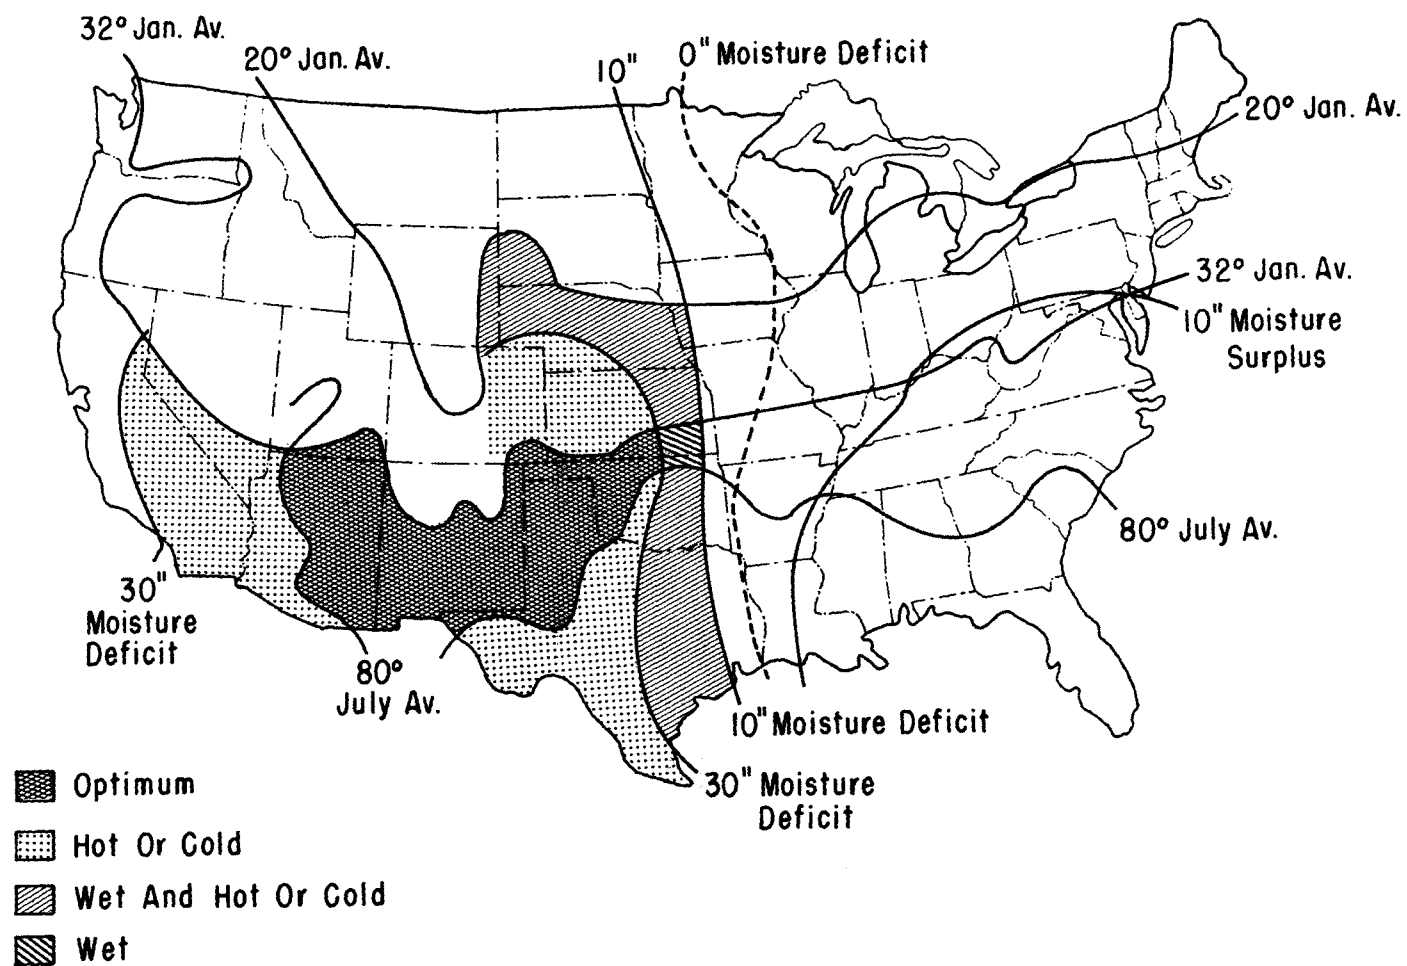 32° Jan. Av.
20° Jan. Av.
10"
0" Moisture Deficit
20° Jan. Av.
32° Jan. Av.
10" Moisture
Surplus
80° July Av.
30"
Moisture
Deficit
80°
July Av.
10" Moisture Deficit
30" Moisture
Deficit
Optimum
Hot Or Cold
Wet And Hot Or Cold
Wet